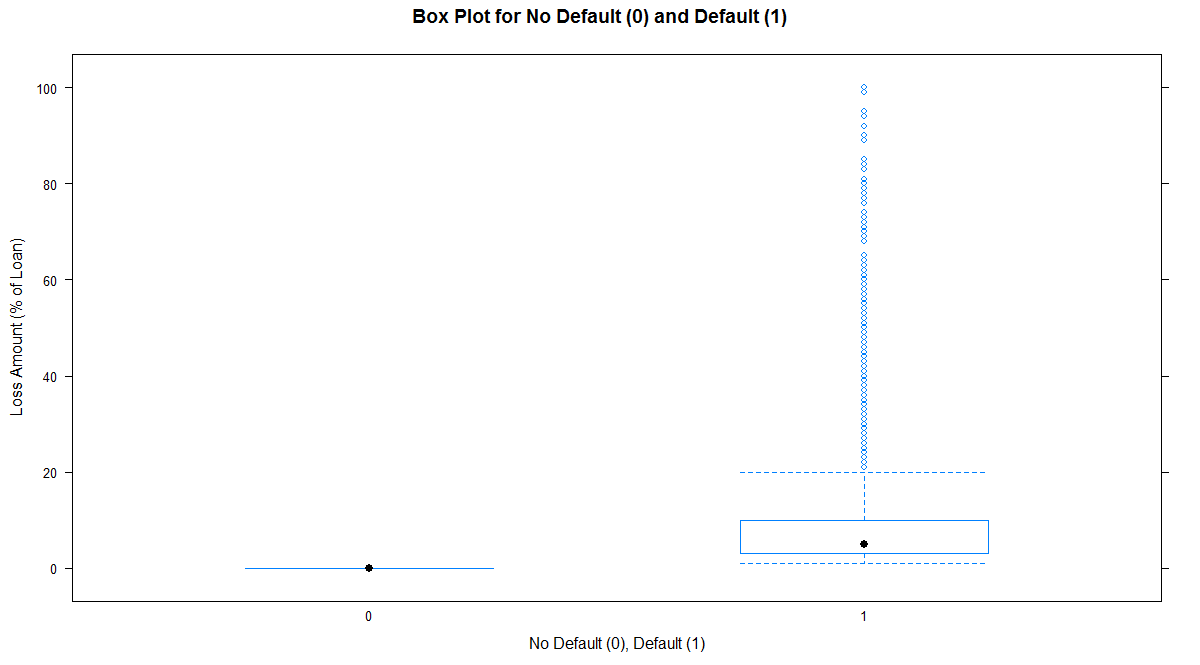 Box Plot for No Default (0) and Default (1)
Loss Amount (% of Loan)
100
80
60
40
20
0
0 1
No Default (0), Default (1)